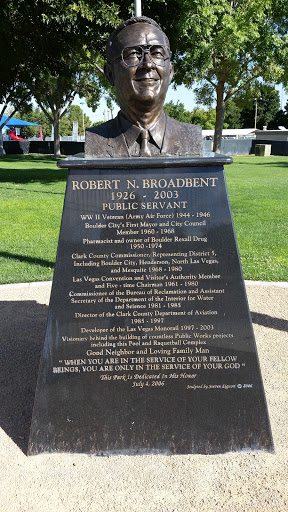 ROBERT N. BROADBENT
1926 - 2003
PUBLIC SERVANT
WW II Veteran (Army Air Force) 1944 - 1946
Boulder City's First Mayor and City Council
Member 1960 - 1968
Pharmacist and owner of Boulder Rexall Drug
1950 -1974
Clark County Commissioner, Representing District 5,
Including Boulder City, Henderson, North Las Vegas,
and Mesquite 1968 - 1980
Las Vegas Convention and Visitor's Authority Member
and Five - time Chairman 1961 - 1980
Commissioner of the Bureau of Reclamation and Assistant
Secretary of the Department of the Interior for Water
and Science 1981 - 1985
Director of the Clark County Department of Aviation
1985 - 1997
Developer of the Las Vegas Monorail 1997 - 2003
Visionary behind the building of countless Public Works projects
including this Pool and Raquetball Complex
Good Neighbor and Loving Family Man
" WHEN YOU ARE IN THE SERVICE OF YOUR FELLOW
BEINGS, YOU ARE ONLY IN THE SERVICE OF YOUR GOD "
This Park is Dedicated in His Honor
July 4, 2006
Sculpted by Steven Liguori © 2006